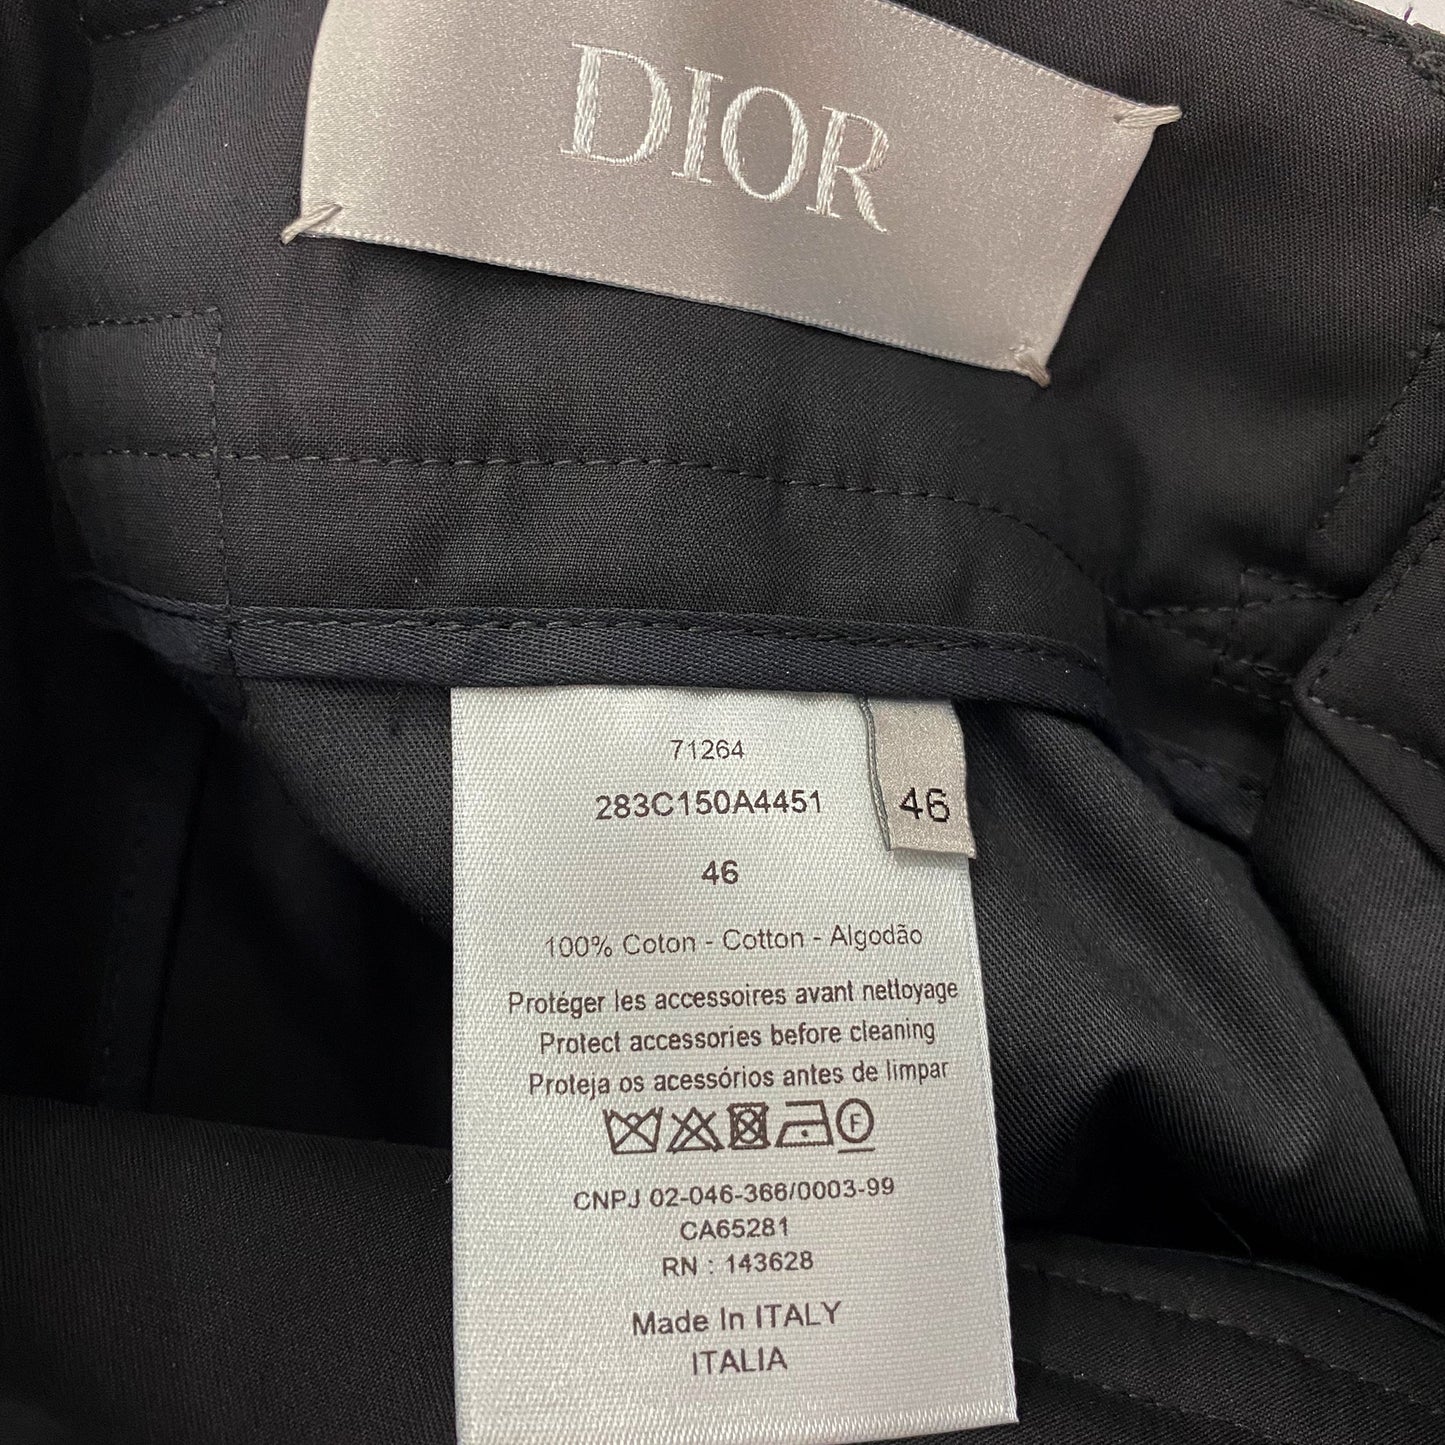 DIOR
71264
283C150A4451
46
46
100% Coton - Cotton - Algodão
Protéger les accessoires avant nettoyage
Protect accessories before cleaning
Proteja os acessórios antes de limpar
F
CNPJ 02-046-366/0003-99
CA65281
RN : 143628
Made In ITALY
ITALIA